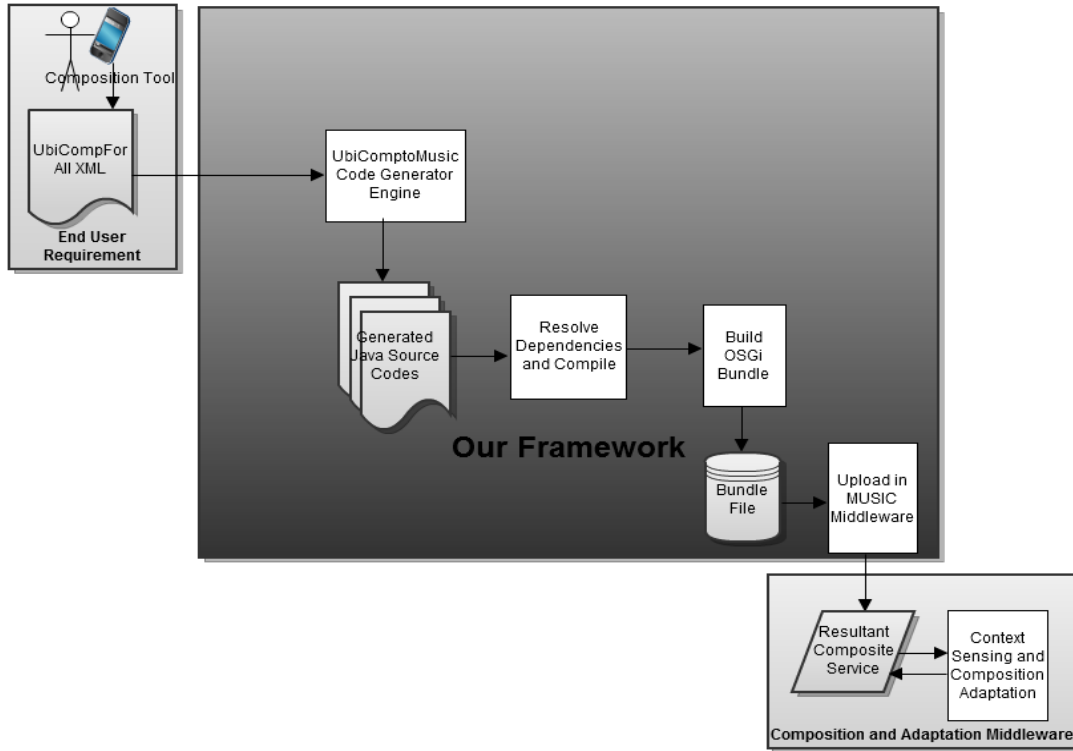 Composition Tool
UbiCompFor
All XML
End User
Requirement
UbiComptoMusic
Code Generator
Engine
Generated
Java Source
Codes
Resolve
Dependencies
and Compile
Build
OSGi
Bundle
Our Framework
Bundle
File
Upload in
MUSIC
Middleware
Resultant
Composite
Service
Context
Sensing and
Composition
Adaptation
Composition and Adaptation Middleware